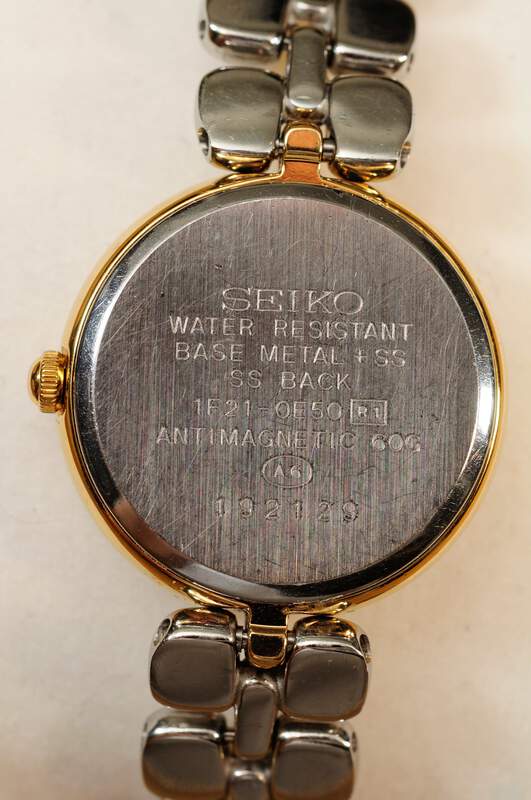 SEIKO
WATER RESISTANT
BASE METAL + SS
SS BACK
1F21-0E50 R1
ANTIMAGNETIC 60G
A6
192129